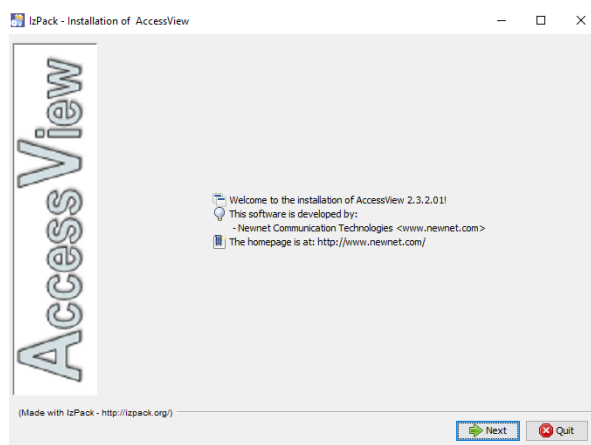 IzPack - Installation of AccessView
Access View
Welcome to the installation of AccessView 2.3.2.01!
This software is developed by:
- Newnet Communication Technologies <www.newnet.com>
The homepage is at: http://www.newnet.com/
(Made with IzPack - http://izpack.org/)
Next
Quit